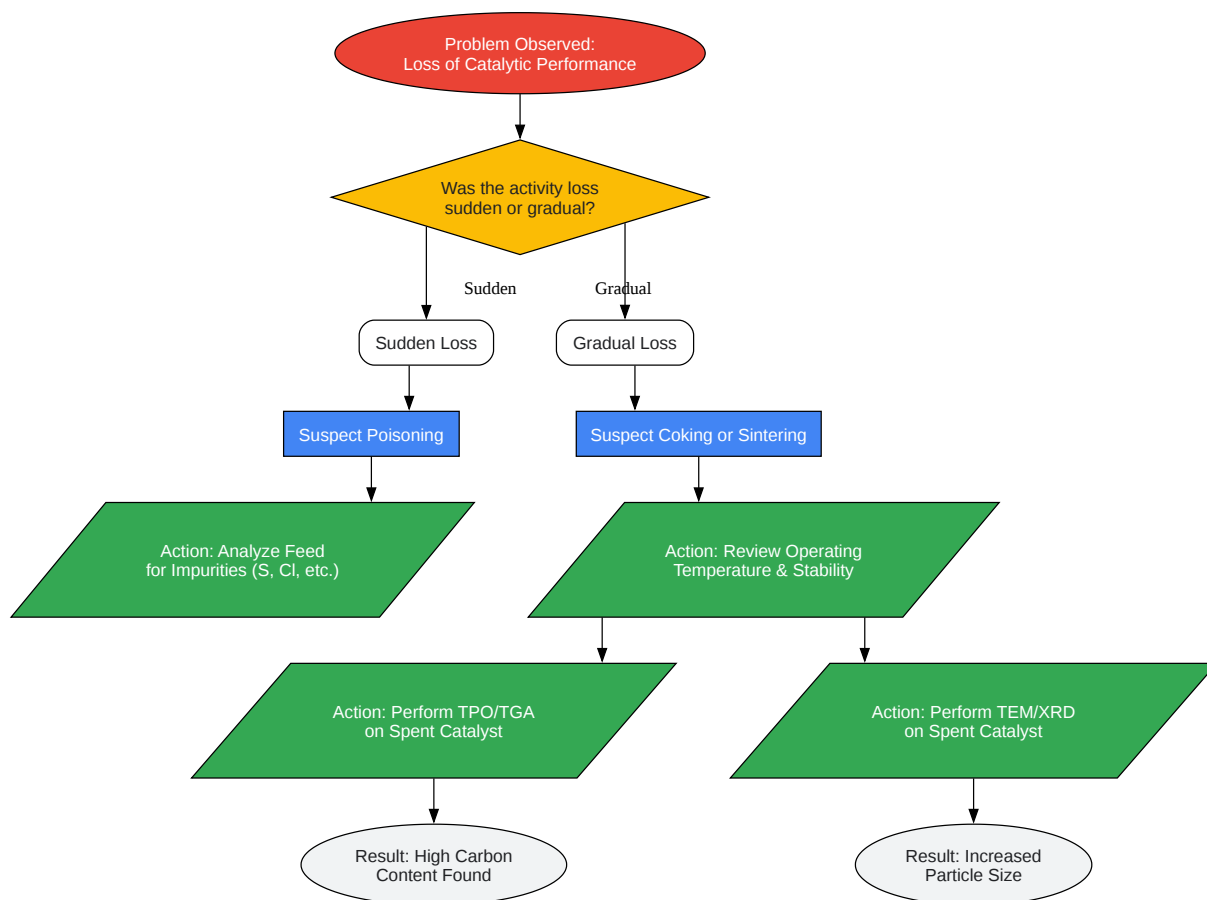 Problem Observed:
Loss of Catalytic Performance
Was the activity loss
sudden or gradual?
Sudden
Gradual
Sudden Loss
Gradual Loss
Suspect Poisoning
Suspect Coking or Sintering
Action: Analyze Feed
for Impurities (S, Cl, etc.)
Action: Review Operating
Temperature & Stability
Action: Perform TPO/TGA
on Spent Catalyst
Action: Perform TEM/XRD
on Spent Catalyst
Result: High Carbon
Content Found
Result: Increased
Particle Size